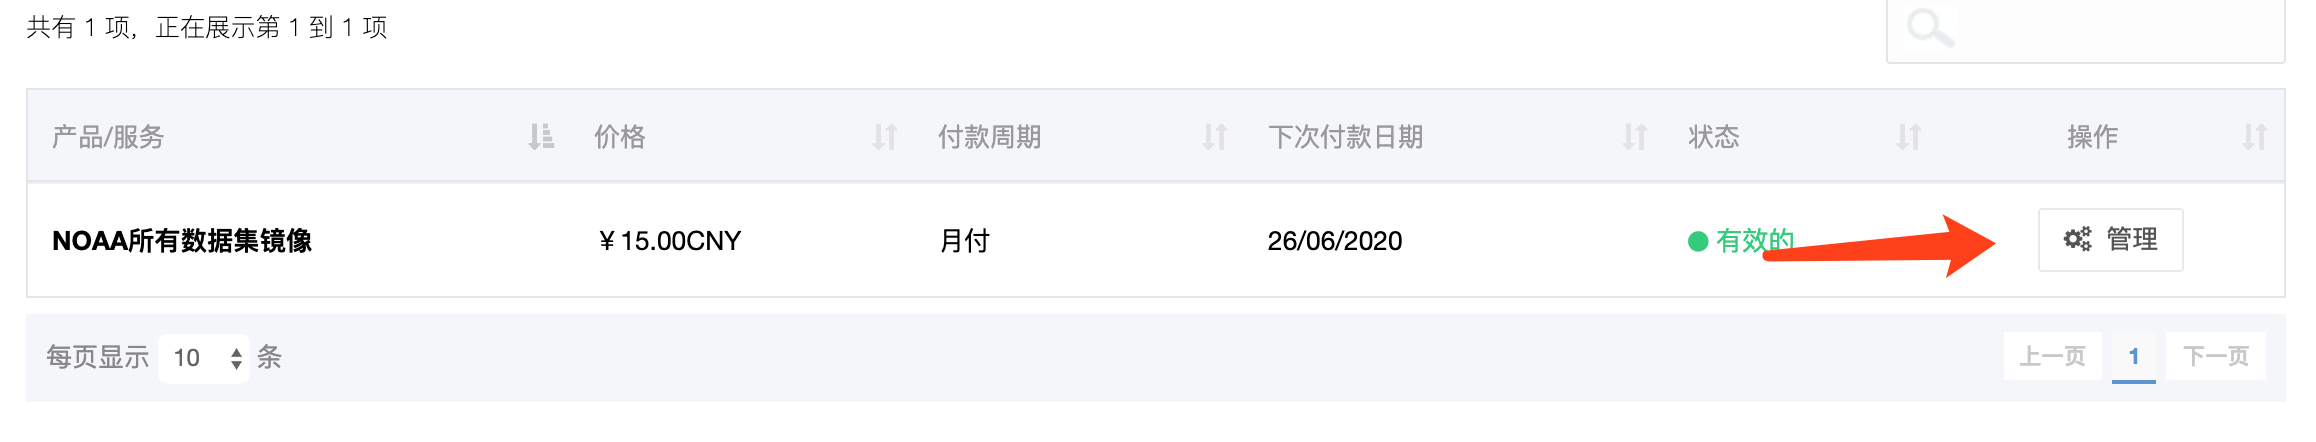 共有 1 项，正在展示第 1 到 1 项
产品/服务 价格 付款周期 下次付款日期 状态 操作
NOAA所有数据集镜像 ¥15.00CNY 月付 26/06/2020 有效的 管理
每页显示 10 条 上一页 1 下一页